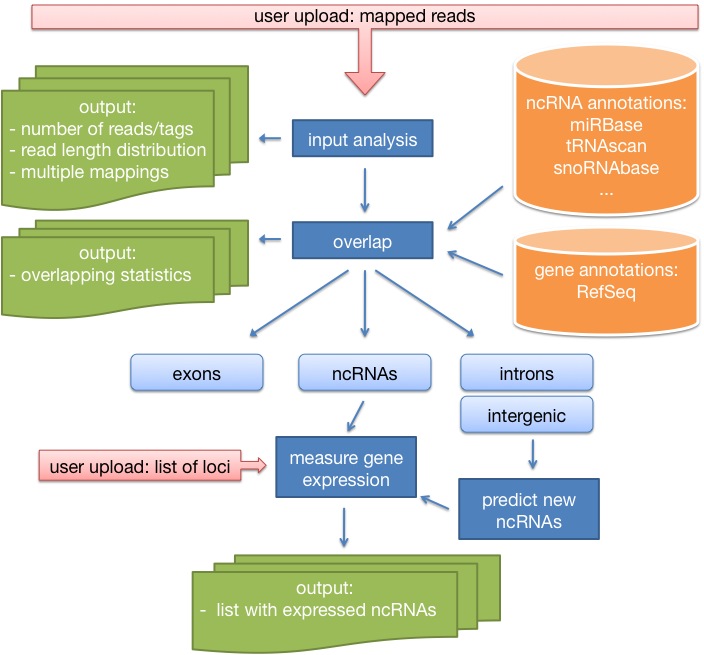 user upload: mapped reads
output:
- number of reads/tags
- read length distribution
- multiple mappings
input analysis
ncRNA annotations:
miRBase
tRNAscan
snoRNAbase
...
output:
- overlapping statistics
overlap
gene annotations:
RefSeq
exons
ncRNAs
introns
intergenic
user upload: list of loci
measure gene
expression
predict new
ncRNAs
output:
- list with expressed ncRNAs